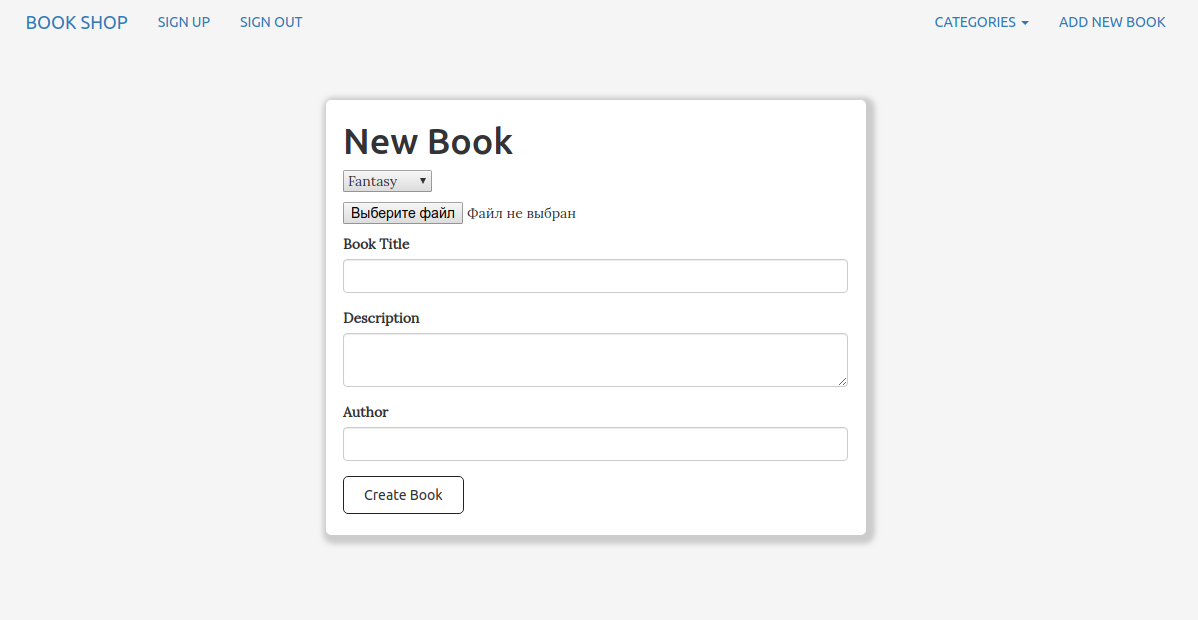 BOOK SHOP SIGN UP SIGN OUT CATEGORIES ADD NEW BOOK
New Book
Fantasy
Выберите файл Файл не выбран
Book Title
Description
Author
Create Book